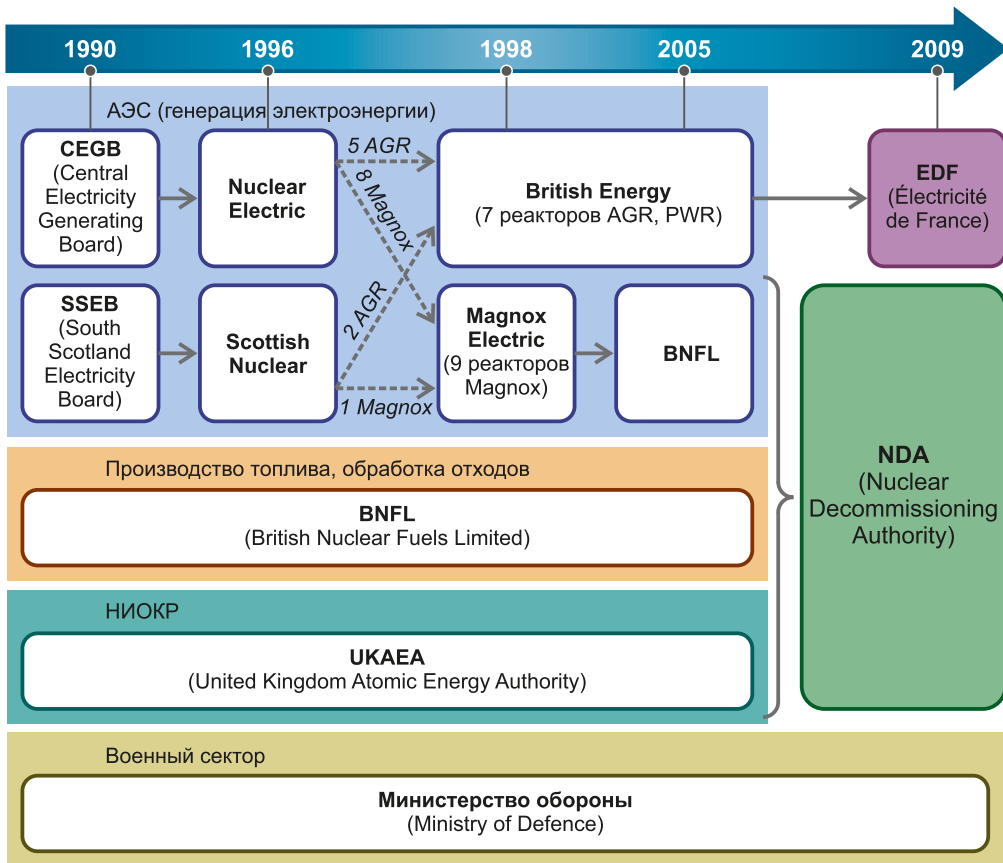 1990
1996
1998
2005
2009
АЭС (генерация электроэнергии)
CEGB
(Central
Electricity
Generating
Board)
Nuclear
Electric
5 AGR
8 Magnox
British Energy
(7 реакторов AGR, PWR)
EDF
(Électricité
de France)
SSEB
(South
Scotland
Electricity
Board)
Scottish
Nuclear
2 AGR
1 Magnox
Magnox
Electric
(9 реакторов
Magnox)
BNFL
NDA
(Nuclear
Decommissioning
Authority)
Производство топлива, обработка отходов
BNFL
(British Nuclear Fuels Limited)
НИОКР
UKAEA
(United Kingdom Atomic Energy Authority)
Военный сектор
Министерство обороны
(Ministry of Defence)